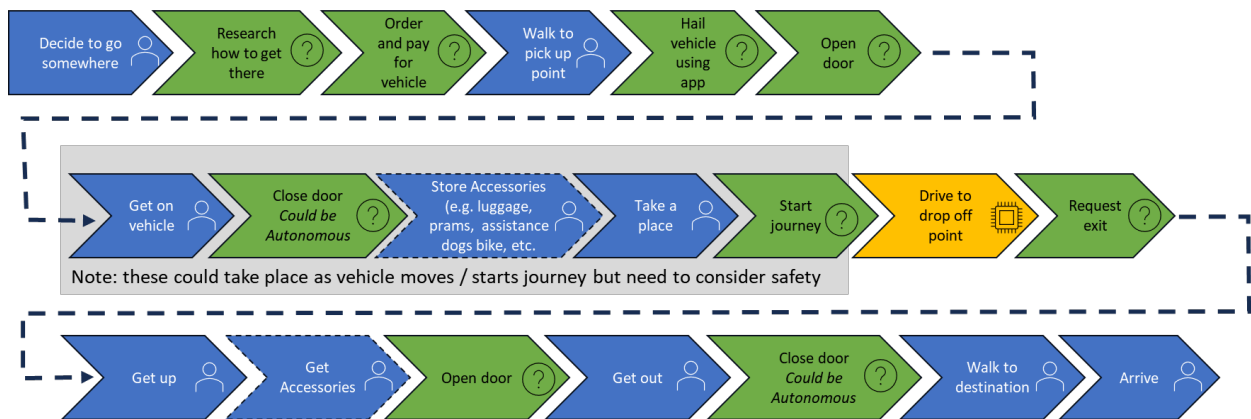 Decide to go
somewhere
Research
how to get
there
Order
and pay
for
vehicle
Walk to
pick up
point
Hail
vehicle
using
app
Open
door
Get on
vehicle
Close door
Could be
Autonomous
Store Accessories
(e.g. luggage,
prams, assistance
dogs bike, etc.
Take a
place
Start
journey
Drive to
drop off
point
Request
exit
Note: these could take place as vehicle moves / starts journey but need to consider safety
Get up
Get
Accessories
Open door
Get out
Close door
Could be
Autonomous
Walk to
destination
Arrive